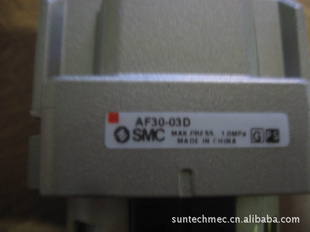 AF30-03D
SMC MAX.PRESS. 1.0MPa
MADE IN CHINA
suntechmec.cn.alibaba.com